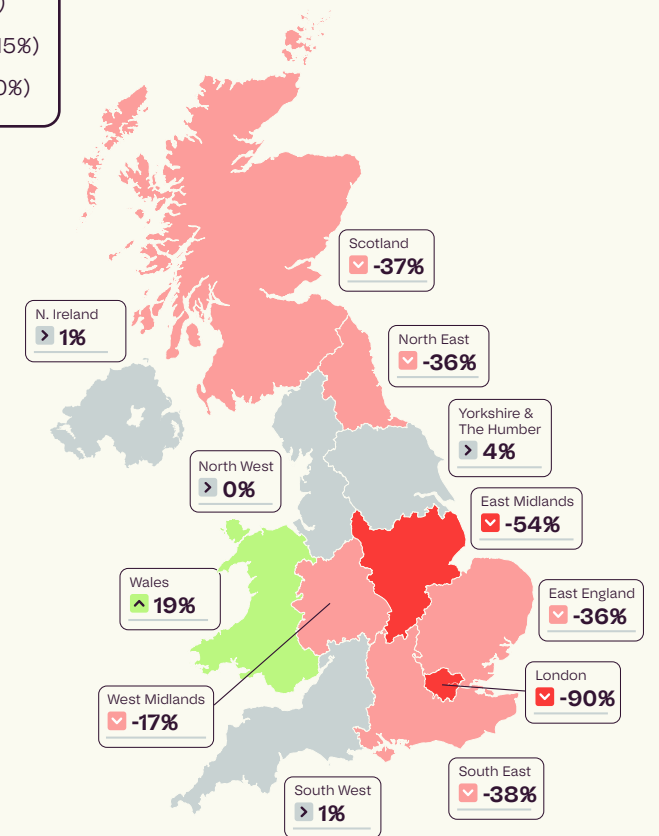 )
15%)
0%)
Scotland
-37%
N. Ireland
1%
North East
-36%
Yorkshire &
The Humber
4%
North West
0%
East Midlands
-54%
Wales
19%
East England
-36%
London
-90%
West Midlands
-17%
South East
-38%
South West
1%